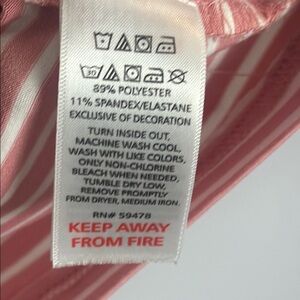 30
89% POLYESTER
11% SPANDEX/ELASTANE
EXCLUSIVE OF DECORATION
TURN INSIDE OUT,
MACHINE WASH COOL,
WASH WITH LIKE COLORS,
ONLY NON-CHLORINE
BLEACH WHEN NEEDED,
TUMBLE DRY LOW,
REMOVE PROMPTLY
FROM DRYER, MEDIUM IRON.
RN# 59478
KEEP AWAY
FROM FIRE